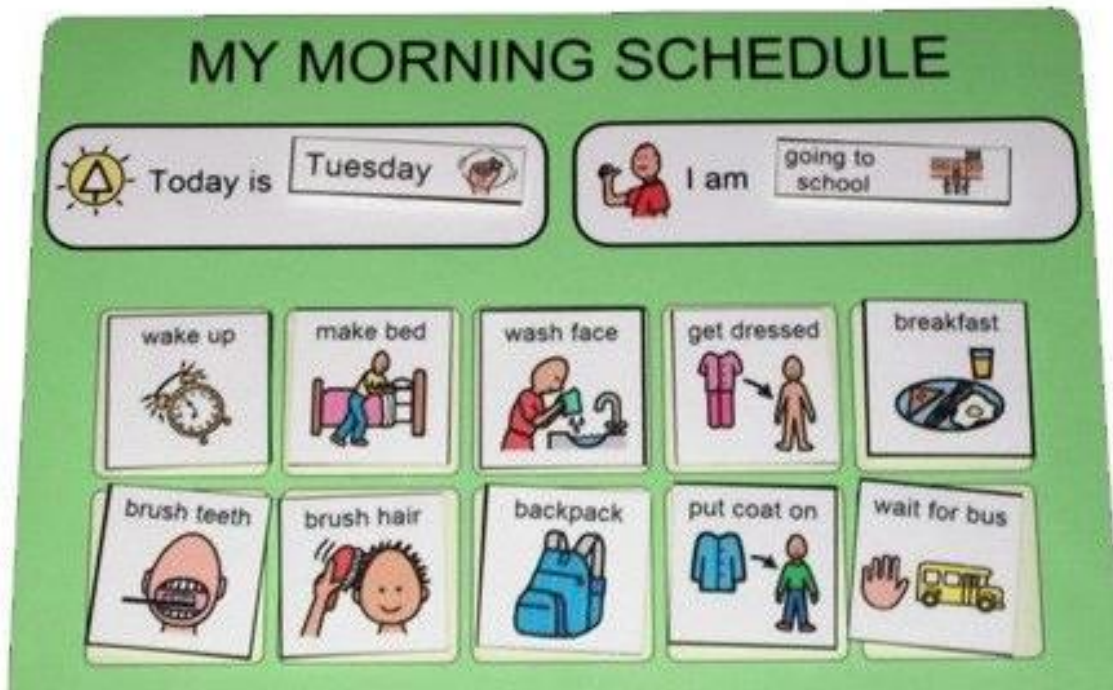 MY MORNING SCHEDULE
Today is Tuesday
I am going to school
wake up
make bed
wash face
get dressed
breakfast
brush teeth
brush hair
backpack
put coat on
wait for bus